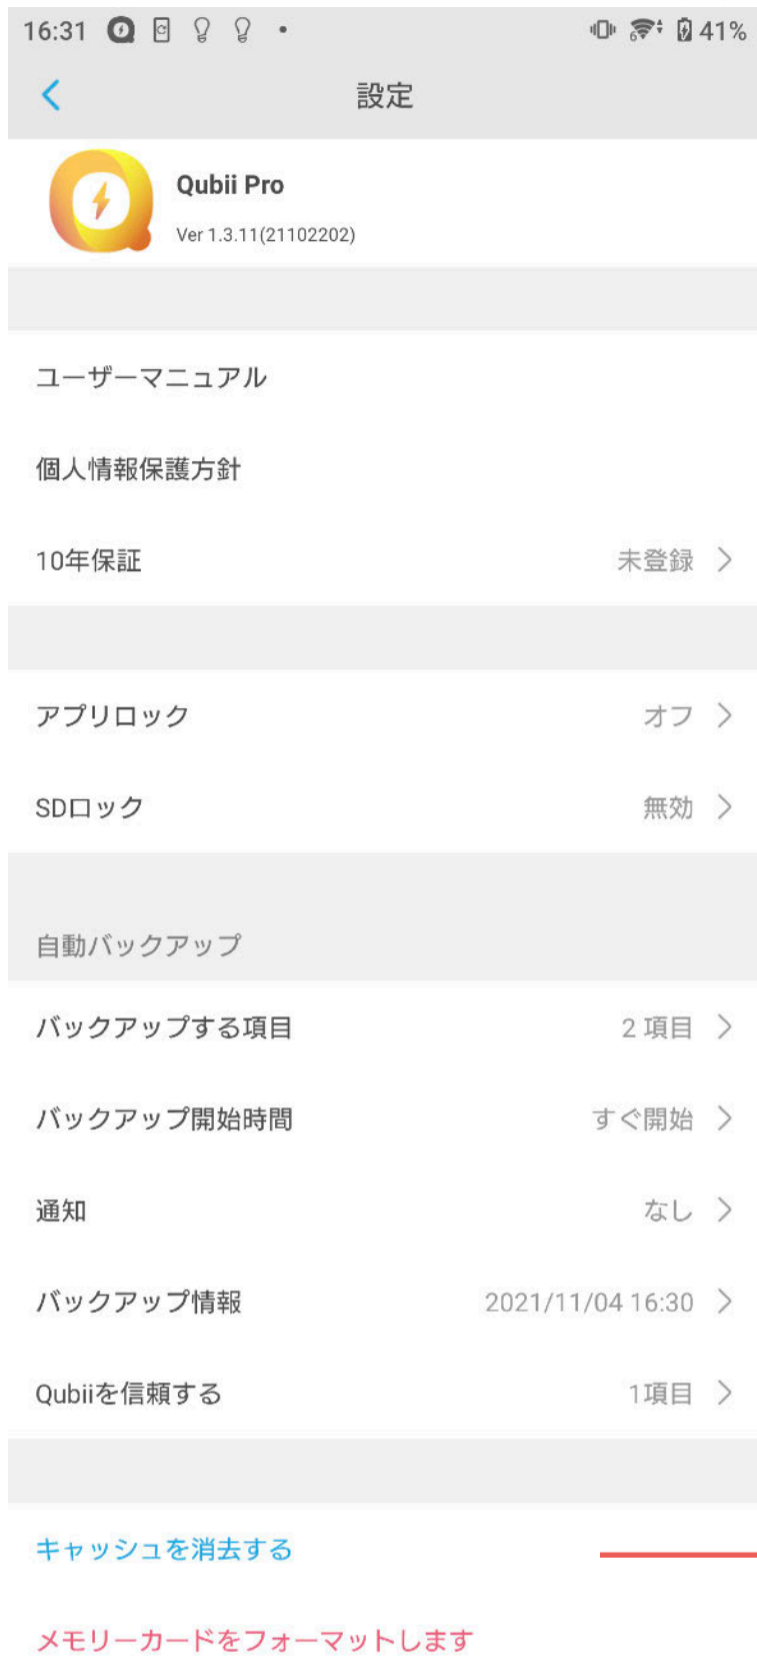 16:31 41%
設定
Qubii Pro
Ver 1.3.11(21102202)
ユーザーマニュアル
個人情報保護方針
10年保証 未登録
アプリロック オフ
SDロック 無効
自動バックアップ
バックアップする項目 2 項目
バックアップ開始時間 すぐ開始
通知 なし
バックアップ情報 2021/11/04 16:30
Qubiiを信頼する 1項目
キャッシュを消去する
メモリーカードをフォーマットします